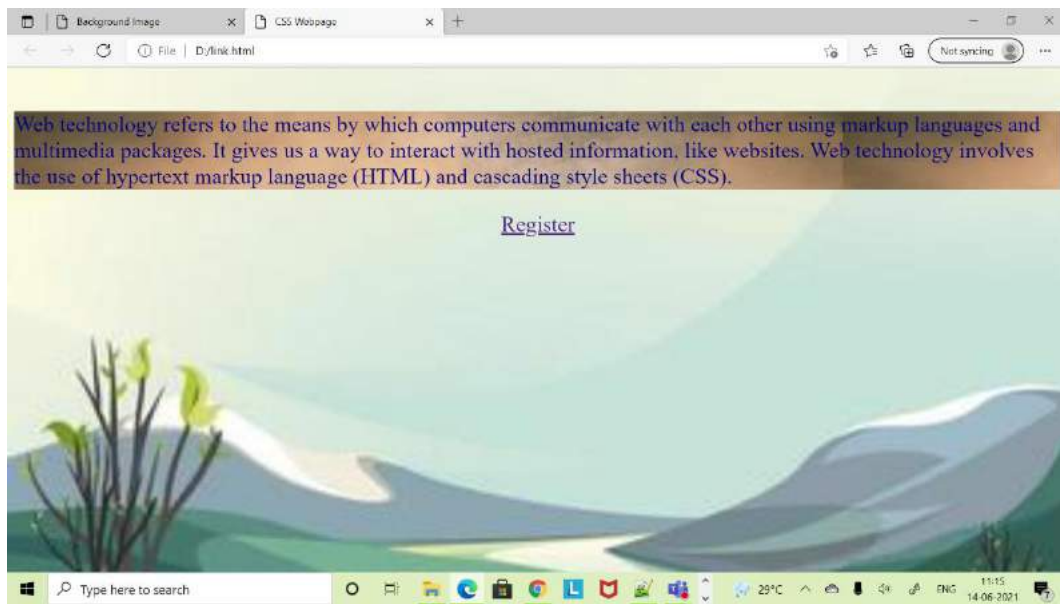 Background Image
CSS Webpage
File | D:/link.html
Not syncing
Web technology refers to the means by which computers communicate with each other using markup languages and
multimedia packages. It gives us a way to interact with hosted information, like websites. Web technology involves
the use of hypertext markup language (HTML) and cascading style sheets (CSS).
Register
Type here to search
29°C
ENG
11:15
14-06-2021